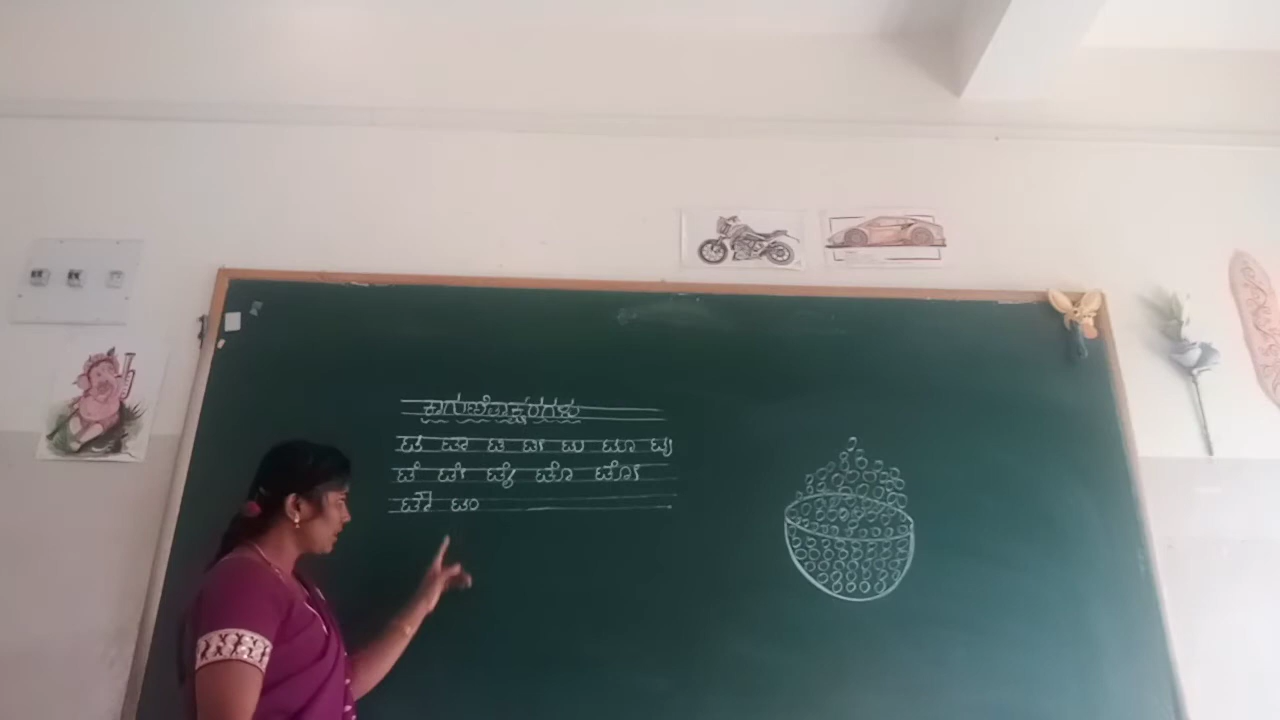 ಕಾಗುಣಿತಾಕ್ಷರಗಳು
ಟ ಟಾ ಟಿ ಟೀ ಟು ಟೂ ಟೃ
ಟೆ ಟೇ ಟೈ ಟೊ ಟೋ
ಟೌ ಟಂ